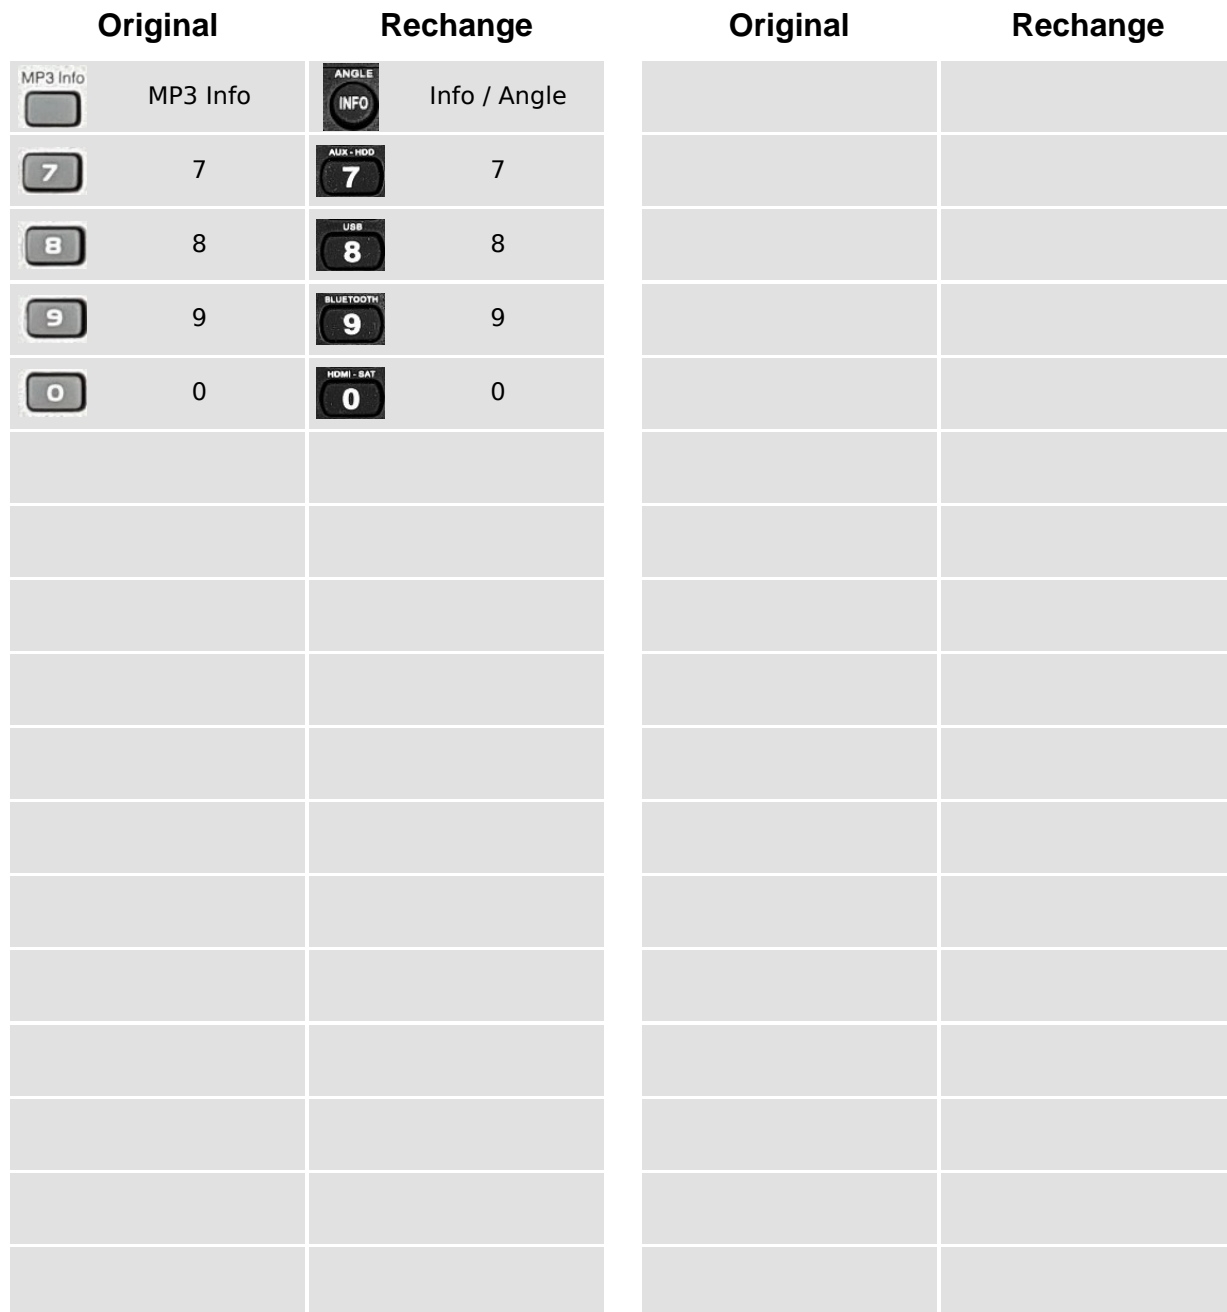 Original Rechange Original Rechange
MP3 Info MP3 Info ANGLE INFO Info / Angle
7 7 AUX - HDD 7 7
8 8 USB 8 8
9 9 BLUETOOTH 9 9
0 0 HDMI - SAT 0 0